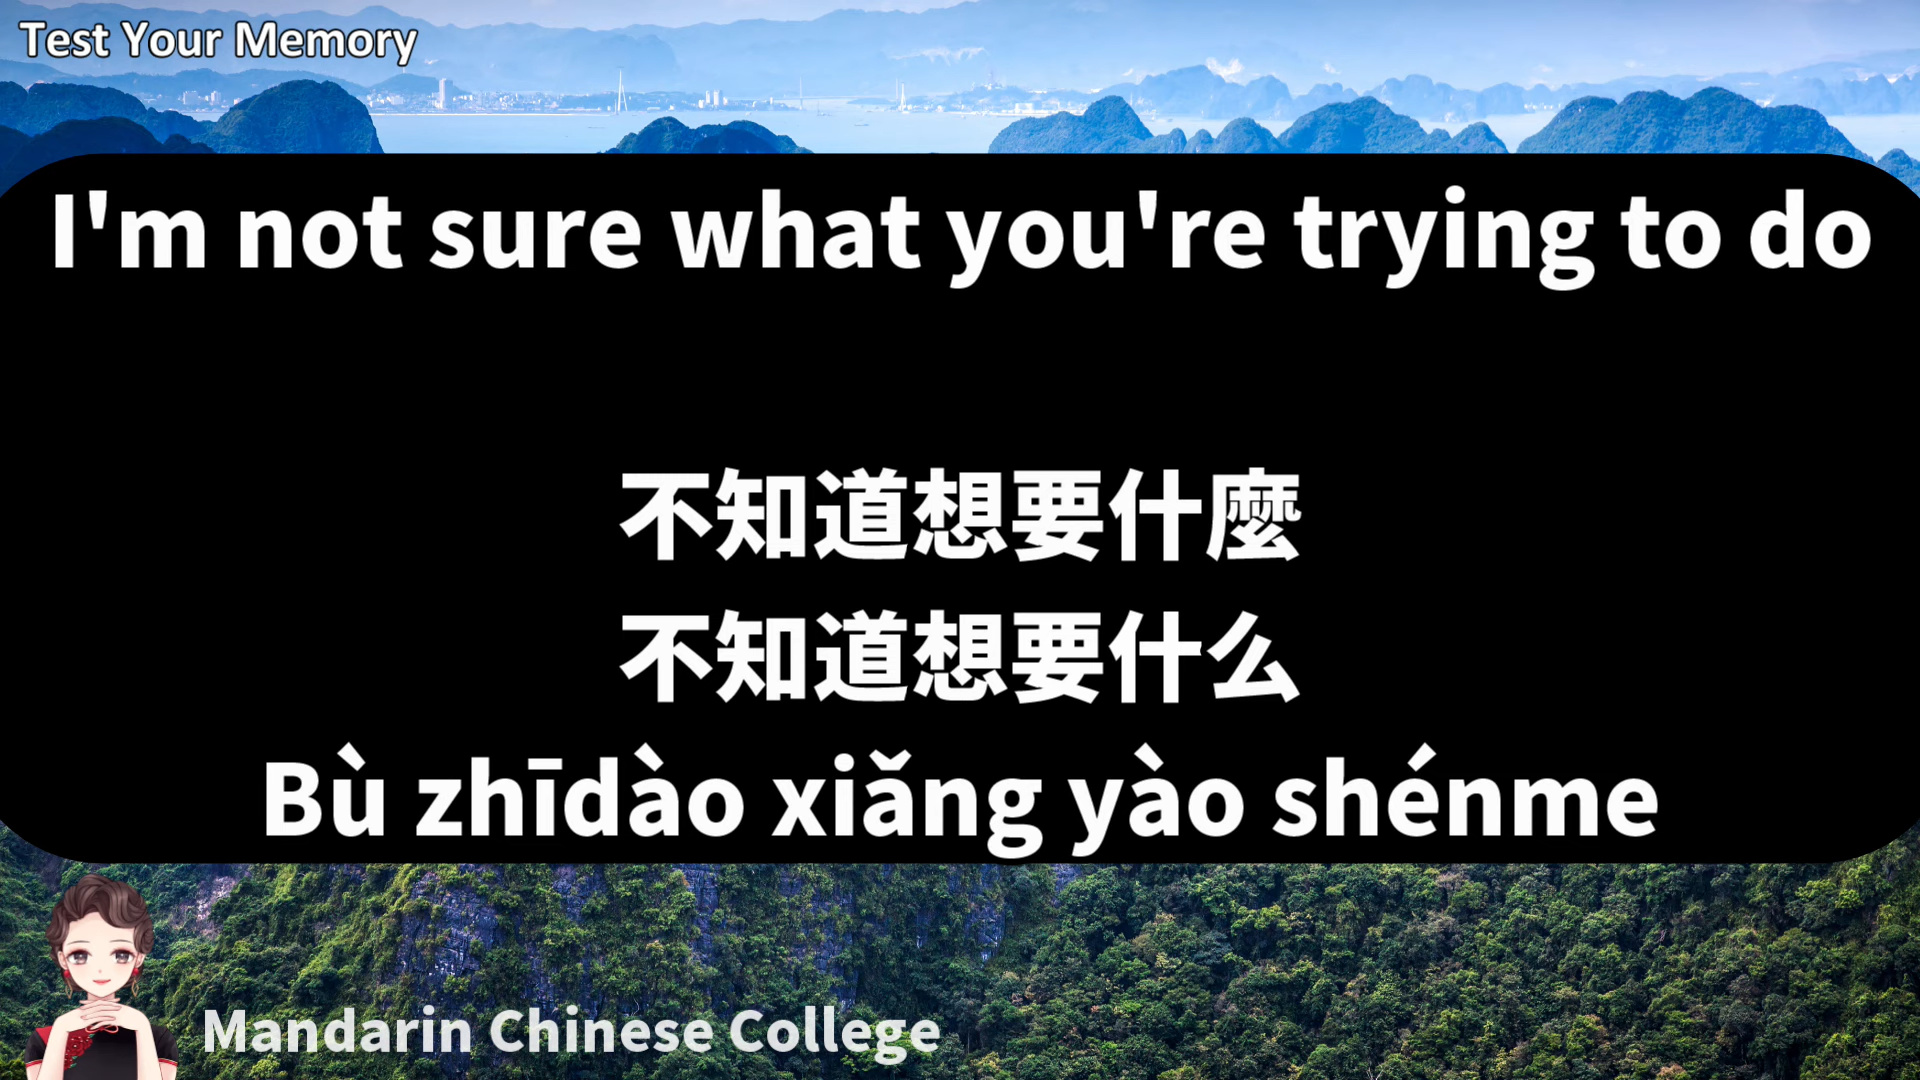 Test Your Memory
I'm not sure what you're trying to do
不知道想要什麼
不知道想要什么
Bù zhīdào xiǎng yào shénme
Mandarin Chinese College